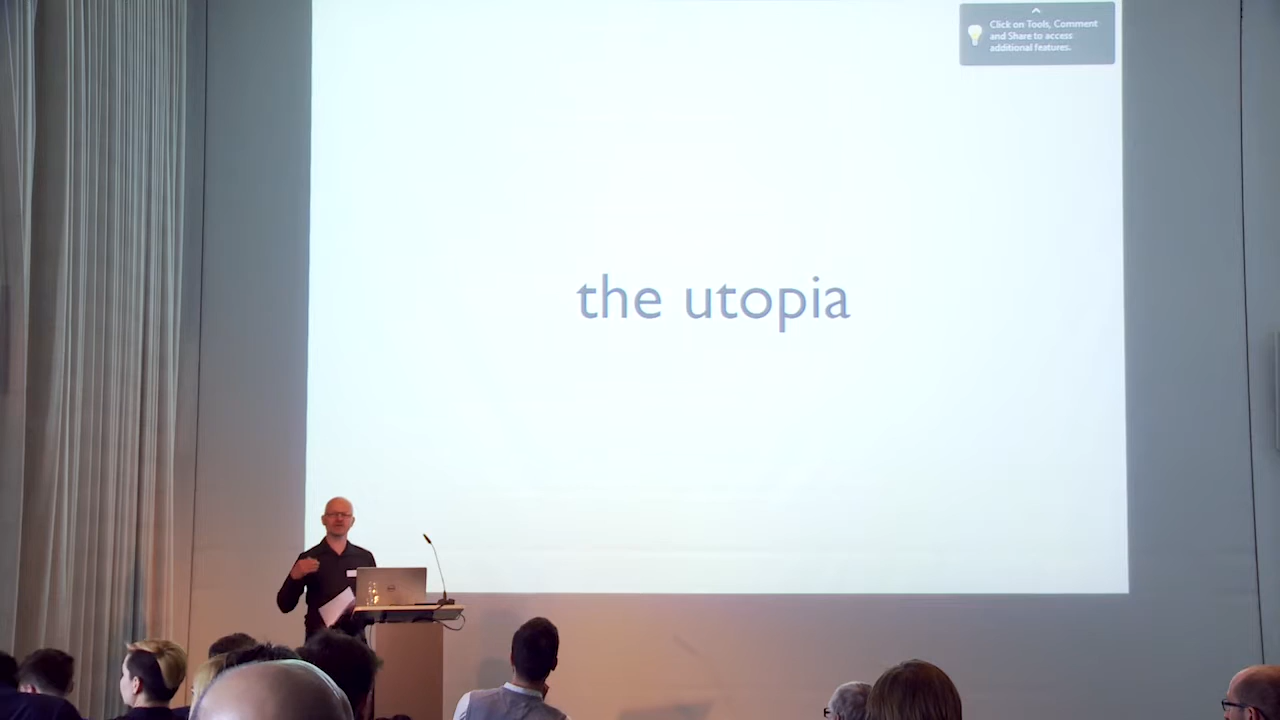 Click on Tools, Comment
and Share to access
additional features.
the utopia